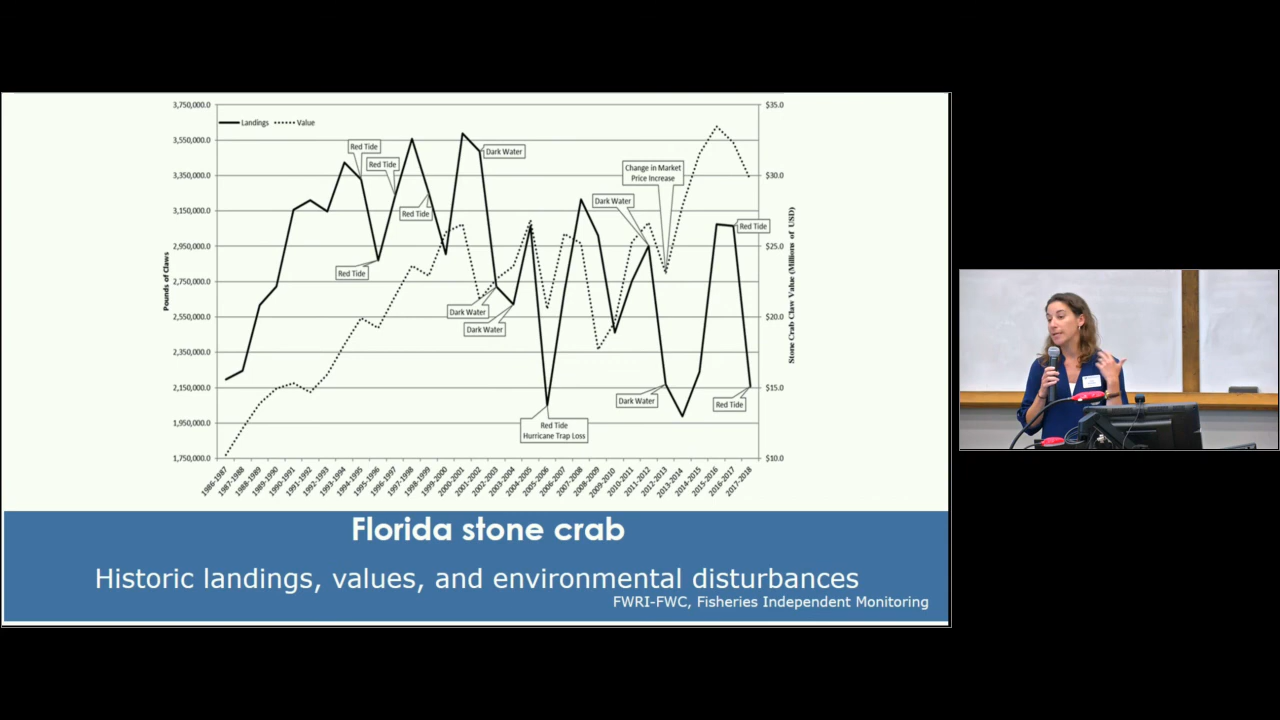 3,750,000.0
3,550,000.0
3,350,000.0
3,150,000.0
2,950,000.0
2,750,000.0
2,550,000.0
2,350,000.0
2,150,000.0
1,950,000.0
1,750,000.0
Pounds of Claws
Landings
Value
Red Tide
Red Tide
Red Tide
Red Tide
Dark Water
Dark Water
Dark Water
Red Tide
Hurricane Trap Loss
Dark Water
Change in Market
Price Increase
Dark Water
Red Tide
Red Tide
$35.0
$30.0
$25.0
$20.0
$15.0
$10.0
Stone Crab Claw Value (Millions of USD)
1986-1987
1987-1988
1988-1989
1989-1990
1990-1991
1991-1992
1992-1993
1993-1994
1994-1995
1995-1996
1996-1997
1997-1998
1998-1999
1999-2000
2000-2001
2001-2002
2002-2003
2003-2004
2004-2005
2005-2006
2006-2007
2007-2008
2008-2009
2009-2010
2010-2011
2011-2012
2012-2013
2013-2014
2014-2015
2015-2016
2016-2017
2017-2018
Florida stone crab
Historic landings, values, and environmental disturbances
FWRI-FWC, Fisheries Independent Monitoring